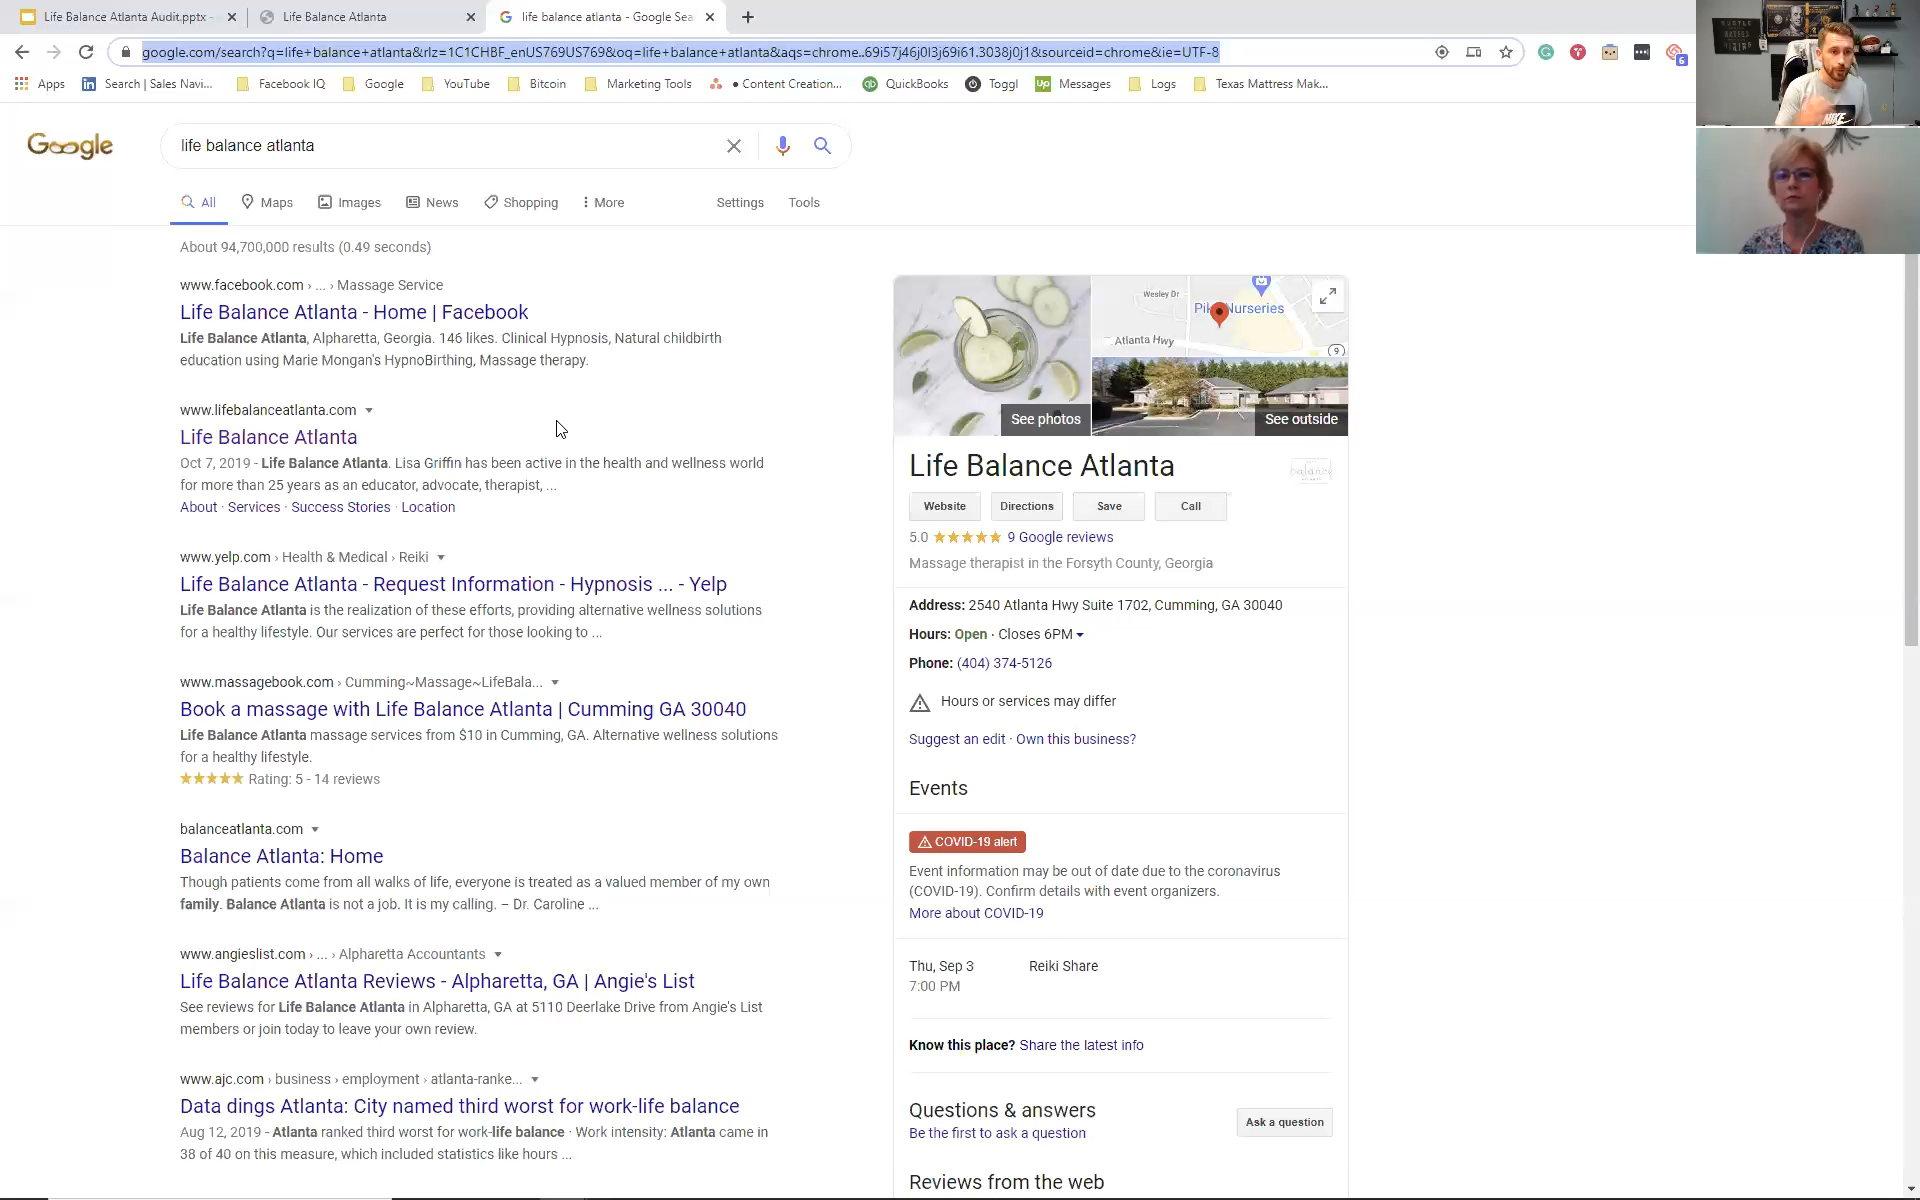 Life Balance Atlanta Audit.pptx -
Life Balance Atlanta
life balance atlanta - Google Sea
google.com/search?q=life+balance+atlanta&rlz=1C1CHBF_enUS769US769&oq=life+balance+atlanta&aqs=chrome..69i57j46j0l3j69i61.3038j0j1&sourceid=chrome&ie=UTF-8
6
Apps
Search | Sales Navi...
Facebook IQ
Google
YouTube
Bitcoin
Marketing Tools
• Content Creation...
QuickBooks
Toggl
Up Messages
Logs
Texas Mattress Mak...
NIKE
Google
life balance atlanta
All
Maps
Images
News
Shopping
More
Settings
Tools
About 94,700,000 results (0.49 seconds)
www.facebook.com › ... › Massage Service
Life Balance Atlanta - Home | Facebook
Life Balance Atlanta, Alpharetta, Georgia. 146 likes. Clinical Hypnosis, Natural childbirth
education using Marie Mongan's HypnoBirthing, Massage therapy.
www.lifebalanceatlanta.com
Life Balance Atlanta
Oct 7, 2019 - Life Balance Atlanta. Lisa Griffin has been active in the health and wellness world
for more than 25 years as an educator, advocate, therapist, ...
About · Services · Success Stories · Location
www.yelp.com › Health & Medical › Reiki
Life Balance Atlanta - Request Information - Hypnosis ... - Yelp
Life Balance Atlanta is the realization of these efforts, providing alternative wellness solutions
for a healthy lifestyle. Our services are perfect for those looking to ...
www.massagebook.com › Cumming~Massage~LifeBala...
Book a massage with Life Balance Atlanta | Cumming GA 30040
Life Balance Atlanta massage services from $10 in Cumming, GA. Alternative wellness solutions
for a healthy lifestyle.
Rating: 5 - 14 reviews
balanceatlanta.com
Balance Atlanta: Home
Though patients come from all walks of life, everyone is treated as a valued member of my own
family. Balance Atlanta is not a job. It is my calling. – Dr. Caroline ...
www.angieslist.com › ... › Alpharetta Accountants
Life Balance Atlanta Reviews - Alpharetta, GA | Angie's List
See reviews for Life Balance Atlanta in Alpharetta, GA at 5110 Deerlake Drive from Angie's List
members or join today to leave your own review.
www.ajc.com › business › employment › atlanta-ranke...
Data dings Atlanta: City named third worst for work-life balance
Aug 12, 2019 - Atlanta ranked third worst for work-life balance · Work intensity: Atlanta came in
38 of 40 on this measure, which included statistics like hours ...
Wesley Dr
Pike Nurseries
Atlanta Hwy
9
See photos
See outside
Life Balance Atlanta
balance
Website
Directions
Save
Call
5.0
9 Google reviews
Massage therapist in the Forsyth County, Georgia
Address: 2540 Atlanta Hwy Suite 1702, Cumming, GA 30040
Hours: Open · Closes 6PM
Phone: (404) 374-5126
Hours or services may differ
Suggest an edit · Own this business?
Events
COVID-19 alert
Event information may be out of date due to the coronavirus
(COVID-19). Confirm details with event organizers.
More about COVID-19
Thu, Sep 3
Reiki Share
7:00 PM
Know this place? Share the latest info
Questions & answers
Be the first to ask a question
Ask a question
Reviews from the web